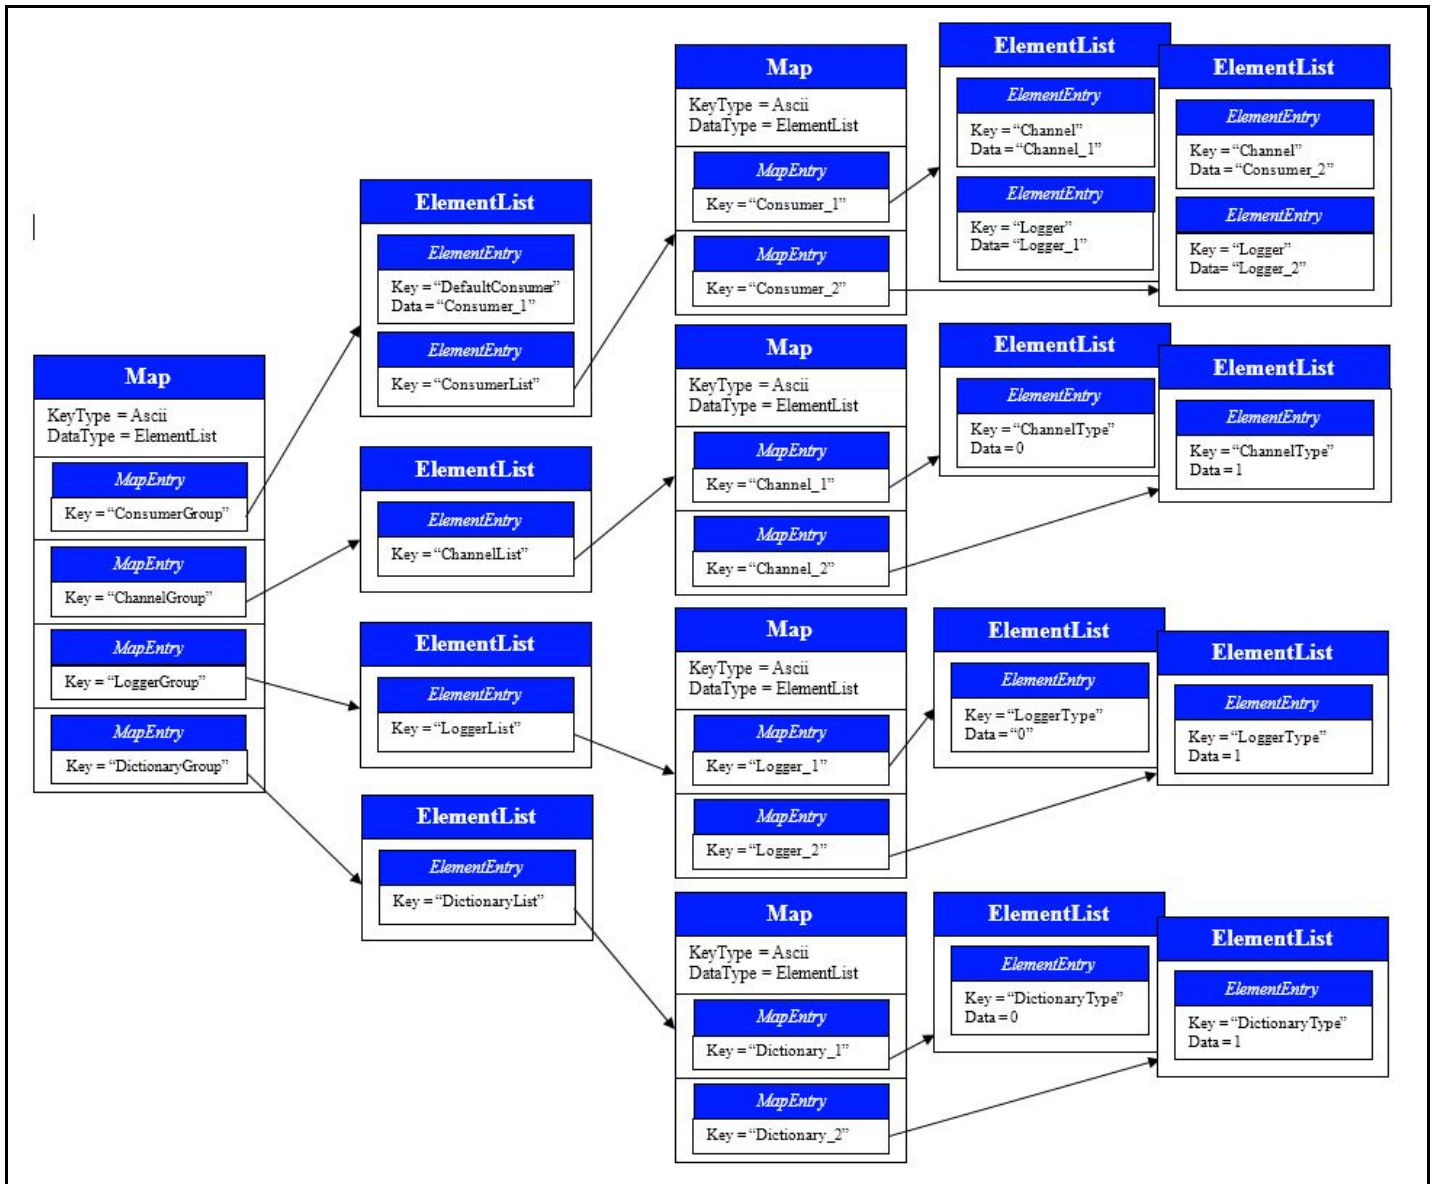 Map
KeyType = Ascii
DataType = ElementList
MapEntry
Key = “ConsumerGroup”
MapEntry
Key = “ChannelGroup”
MapEntry
Key = “LoggerGroup”
MapEntry
Key = “DictionaryGroup”
ElementList
ElementEntry
Key = “DefaultConsumer”
Data = “Consumer_1”
ElementEntry
Key = “ConsumerList”
ElementList
ElementEntry
Key = “ChannelList”
ElementList
ElementEntry
Key = “LoggerList”
ElementList
ElementEntry
Key = “DictionaryList”
Map
KeyType = Ascii
DataType = ElementList
MapEntry
Key = “Consumer_1”
MapEntry
Key = “Consumer_2”
ElementList
ElementEntry
Key = “Channel”
Data = “Channel_1”
ElementEntry
Key = “Logger”
Data= “Logger_1”
ElementList
ElementEntry
Key = “Channel”
Data = “Consumer_2”
ElementEntry
Key = “Logger”
Data= “Logger_2”
Map
KeyType = Ascii
DataType = ElementList
MapEntry
Key = “Channel_1”
MapEntry
Key = “Channel_2”
ElementList
ElementEntry
Key = “ChannelType”
Data = 0
ElementList
ElementEntry
Key = “ChannelType”
Data = 1
Map
KeyType = Ascii
DataType = ElementList
MapEntry
Key = “Logger_1”
MapEntry
Key = “Logger_2”
ElementList
ElementEntry
Key = “LoggerType”
Data = “0”
ElementList
ElementEntry
Key = “LoggerType”
Data = 1
Map
KeyType = Ascii
DataType = ElementList
MapEntry
Key = “Dictionary_1”
MapEntry
Key = “Dictionary_2”
ElementList
ElementEntry
Key = “DictionaryType”
Data = 0
ElementList
ElementEntry
Key = “DictionaryType”
Data = 1